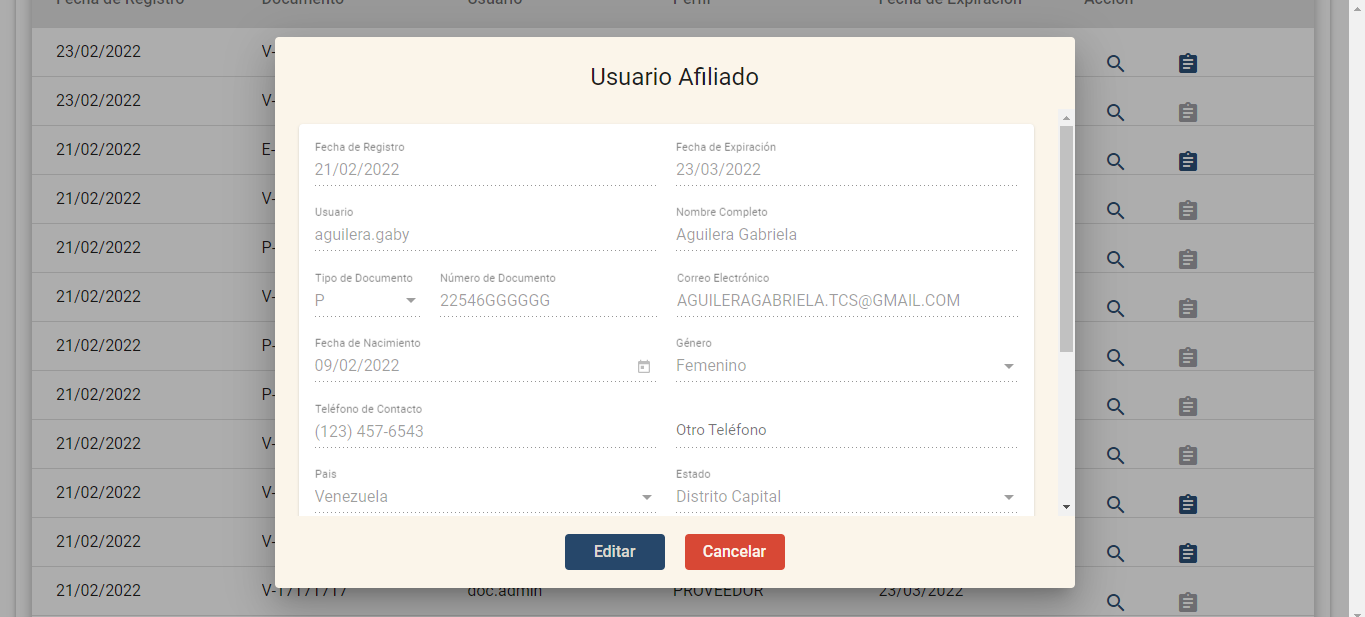 Fecha de Registro Documento Usuario Perfil Fecha de Expiración Acción
23/02/2022 V-
Usuario Afiliado
23/02/2022 V-
21/02/2022 E-
Fecha de Registro Fecha de Expiración
21/02/2022 23/03/2022
21/02/2022 V-
Usuario Nombre Completo
aguilera.gaby Aguilera Gabriela
21/02/2022 P-
Tipo de Documento Número de Documento Correo Electrónico
P 22546GGGGGG AGUILERAGABRIELA.TCS@GMAIL.COM
21/02/2022 V-
Fecha de Nacimiento Género
21/02/2022 P-
09/02/2022 Femenino
21/02/2022 P-
Teléfono de Contacto
(123) 457-6543 Otro Teléfono
21/02/2022 V-
Pais Estado
Venezuela Distrito Capital
21/02/2022 V-
21/02/2022 V-
Editar Cancelar
21/02/2022 V-17171717 doc.admin PROVEEDOR 23/03/2022